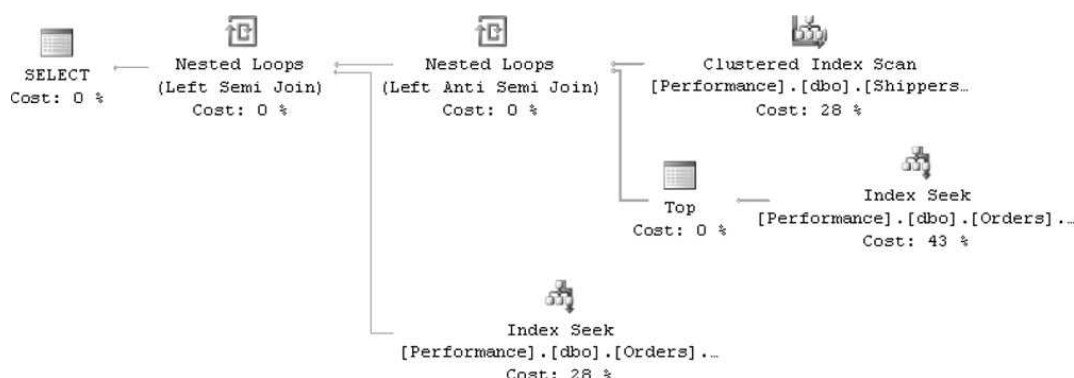 SELECT
Cost: 0 %
Nested Loops
(Left Semi Join)
Cost: 0 %
Nested Loops
(Left Anti Semi Join)
Cost: 0 %
Clustered Index Scan
[Performance].[dbo].[Shippers…
Cost: 28 %
Top
Cost: 0 %
Index Seek
[Performance].[dbo].[Orders].…
Cost: 43 %
Index Seek
[Performance].[dbo].[Orders].…
Cost: 28 %